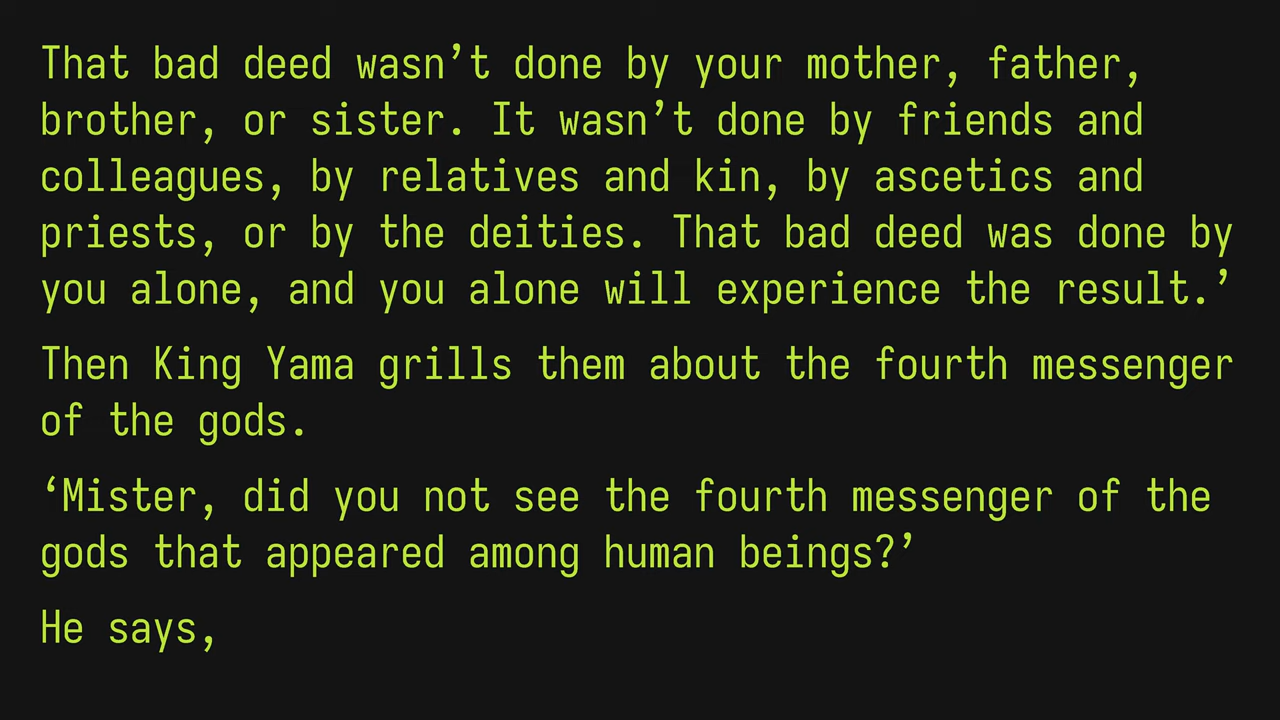 That bad deed wasn’t done by your mother, father,
brother, or sister. It wasn’t done by friends and
colleagues, by relatives and kin, by ascetics and
priests, or by the deities. That bad deed was done by
you alone, and you alone will experience the result.’
Then King Yama grills them about the fourth messenger
of the gods.
‘Mister, did you not see the fourth messenger of the
gods that appeared among human beings?’
He says,